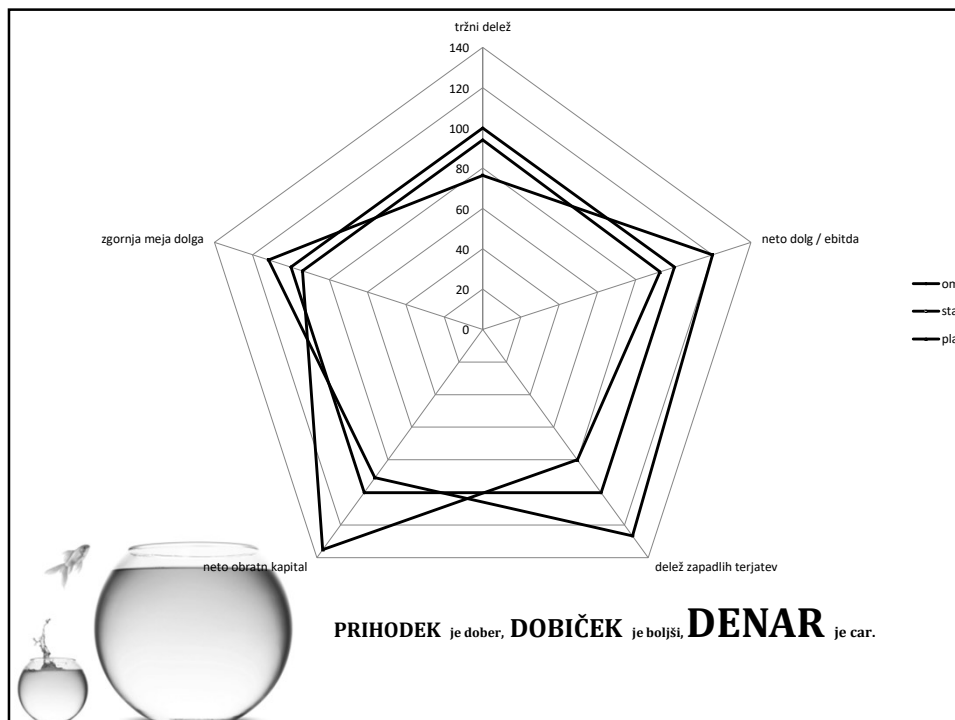 tržni delež
140
120
100
80
60
40
20
0
zgornja meja dolga
neto dolg / ebitda
neto obratn kapital
delež zapadlih terjatev
PRIHODEK je dober, DOBIČEK je boljši, DENAR je car.